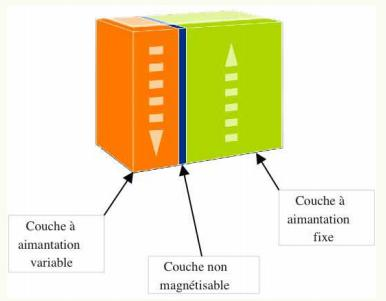 Couche à
aimantation
variable
Couche non
magnétisable
Couche à
aimantation
fixe